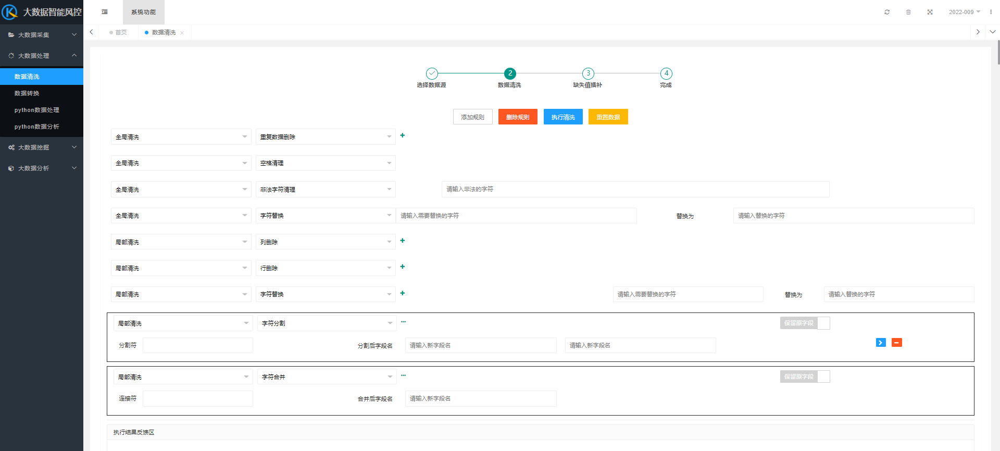 大数据智能风控
系统功能
2022-009
首页
数据清洗
大数据采集
大数据处理
数据清洗
数据转换
python数据处理
python数据分析
大数据挖掘
大数据分析
2 3 4
选择数据源 数据清洗 缺失值插补 完成
添加规则 删除规则 执行清洗 重置数据
全局清洗 重复数据删除
全局清洗 空格清理
全局清洗 非法字符清理 请输入非法的字符
全局清洗 字符替换 请输入需要替换的字符 替换为 请输入替换的字符
局部清洗 列删除
局部清洗 行删除
局部清洗 字符替换 请输入需要替换的字符 替换为 请输入替换的字符
局部清洗 字符分割 保留原字段
分割符 分割后字段名 请输入新字段名 请输入新字段名
局部清洗 字符合并 保留原字段
连接符 合并后字段名 请输入新字段名
执行结果反馈区